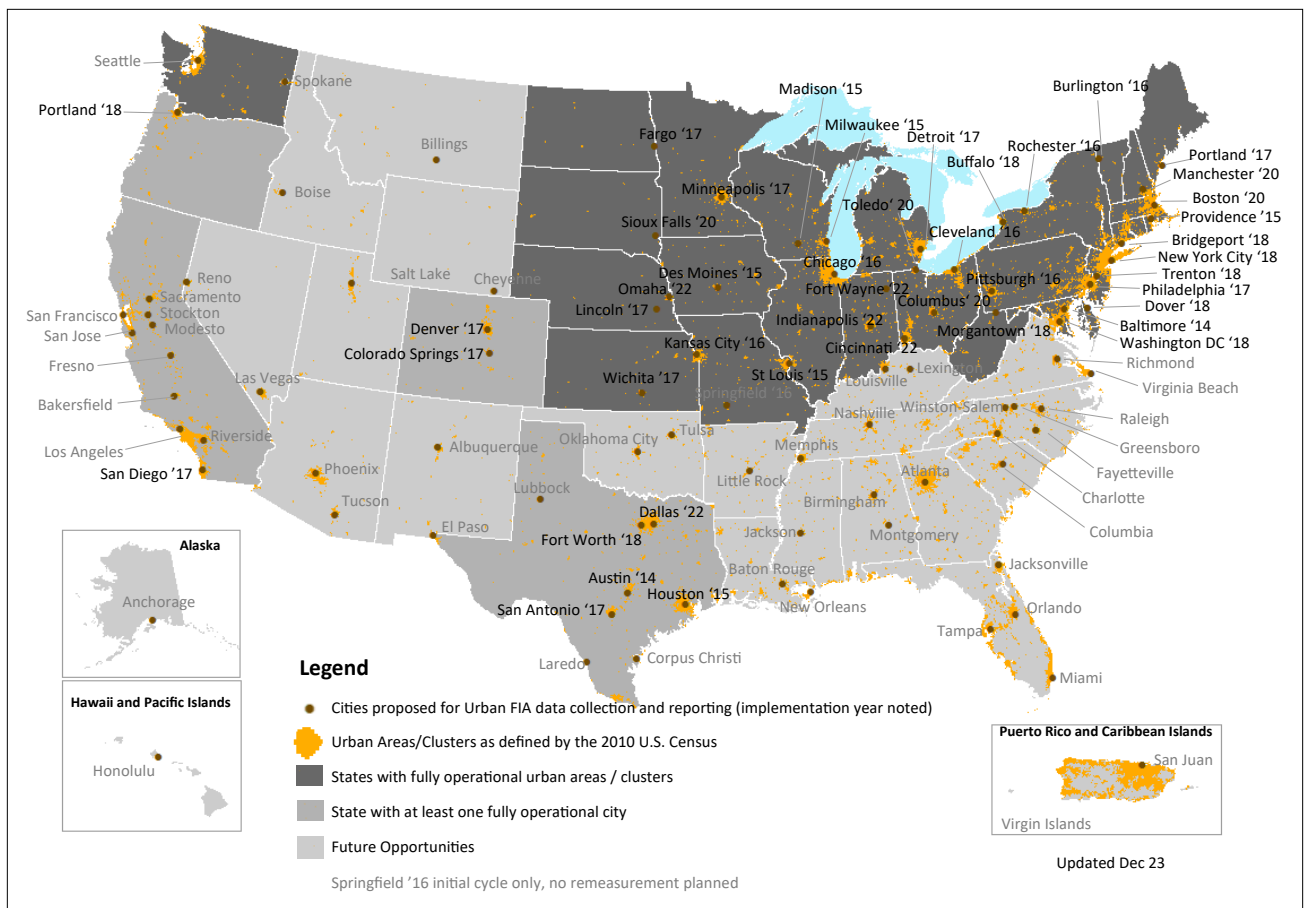 Seattle
Spokane
Portland ‘18
Billings
Boise
Fargo ‘17
Minneapolis ‘17
Sioux Falls ‘20
Madison ‘15
Milwaukee ‘15
Detroit ‘17
Buffalo ‘18
Rochester ‘16
Burlington ‘16
Portland ‘17
Manchester ‘20
Boston ‘20
Providence ‘15
Bridgeport ‘18
New York City ‘18
Trenton ‘18
Philadelphia ‘17
Dover ‘18
Baltimore ‘14
Washington DC ‘18
Richmond
Virginia Beach
Toledo‘ 20
Cleveland ‘16
Chicago ‘16
Pittsburgh ‘16
Fort Wayne ‘22
Columbus‘ 20
Indianapolis ‘22
Morgantown ‘18
Cincinnati ‘22
Des Moines ‘15
Omaha ‘22
Lincoln ‘17
Kansas City ‘16
St Louis ‘15
Wichita ‘17
Springfield ‘16
Reno
Salt Lake
Cheyenne
Sacramento
Stockton
Modesto
San Francisco
San Jose
Fresno
Denver ‘17
Colorado Springs ‘17
Las Vegas
Bakersfield
Los Angeles
Riverside
San Diego ’17
Phoenix
Tucson
Albuquerque
El Paso
Lubbock
Oklahoma City
Tulsa
Louisville
Lexington
Nashville
Winston-Salem
Raleigh
Greensboro
Fayetteville
Charlotte
Columbia
Memphis
Little Rock
Atlanta
Birmingham
Montgomery
Jackson
Dallas ‘22
Fort Worth ‘18
Austin ‘14
Houston ‘15
San Antonio ‘17
Baton Rouge
New Orleans
Jacksonville
Orlando
Tampa
Miami
Laredo
Corpus Christi
Alaska
Anchorage
Hawaii and Pacific Islands
Honolulu
Legend
Cities proposed for Urban FIA data collection and reporting (implementation year noted)
Urban Areas/Clusters as defined by the 2010 U.S. Census
States with fully operational urban areas / clusters
State with at least one fully operational city
Future Opportunities
Springfield ’16 initial cycle only, no remeasurement planned
Puerto Rico and Caribbean Islands
San Juan
Virgin Islands
Updated Dec 23